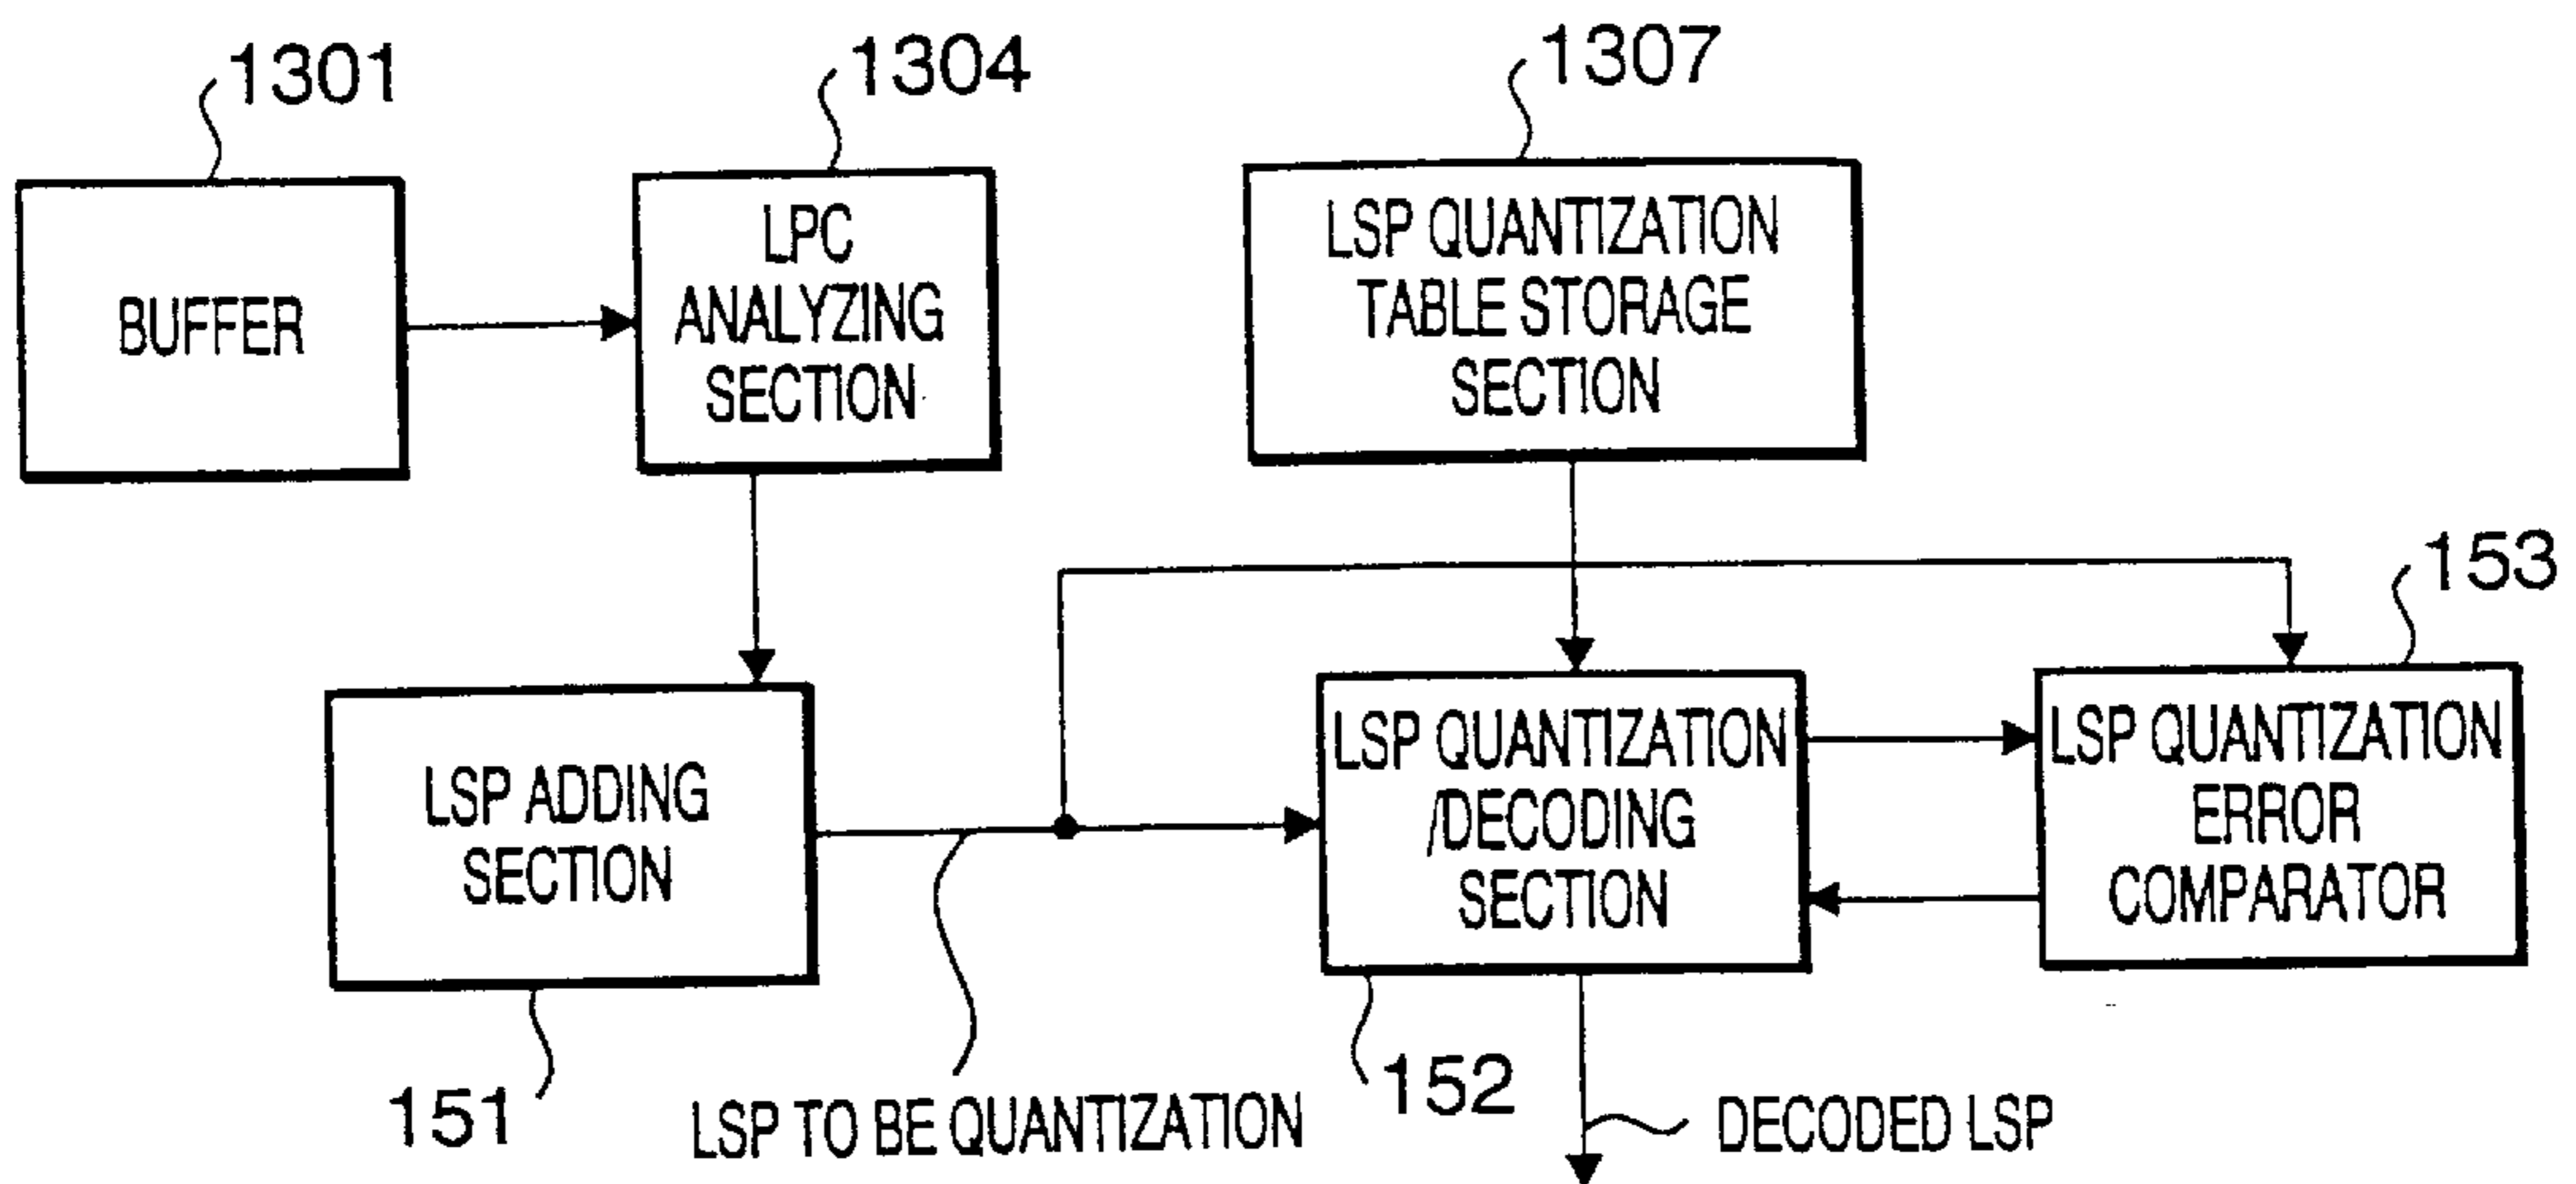 1301
1304
1307
BUFFER
LPC
ANALYZING
SECTION
LSP QUANTIZATION
TABLE STORAGE
SECTION
153
LSP ADDING
SECTION
LSP QUANTIZATION
/DECODING
SECTION
LSP QUANTIZATION
ERROR
COMPARATOR
151
LSP TO BE QUANTIZATION
152
DECODED LSP